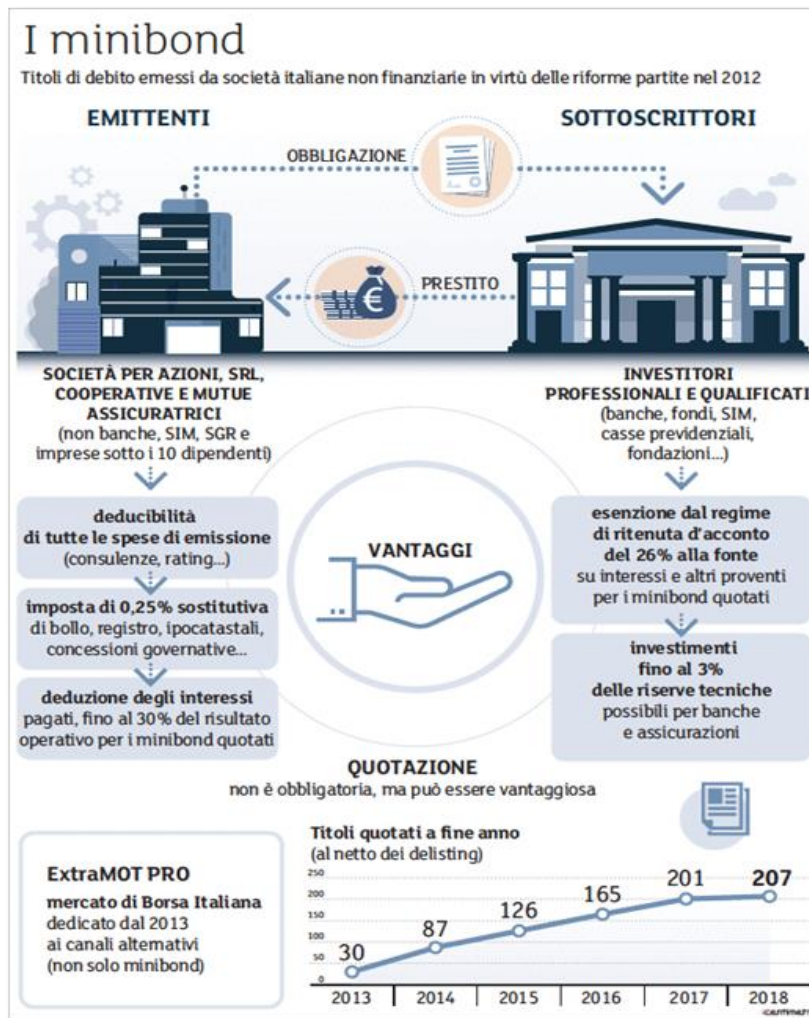 I minibond
Titoli di debito emessi da società italiane non finanziarie in virtù delle riforme partite nel 2012
EMITTENTI
SOTTOSCRITTORI
OBBLIGAZIONE
PRESTITO
€
SOCIETÀ PER AZIONI, SRL,
COOPERATIVE E MUTUE
ASSICURATRICI
(non banche, SIM, SGR e
imprese sotto i 10 dipendenti)
deducibilità
di tutte le spese di emissione
(consulenze, rating...)
imposta di 0,25% sostitutiva
di bollo, registro, ipocatastali,
concessioni governative...
deduzione degli interessi
pagati, fino al 30% del risultato
operativo per i minibond quotati
VANTAGGI
INVESTITORI
PROFESSIONALI E QUALIFICATI
(banche, fondi, SIM,
casse previdenziali,
fondazioni...)
esenzione dal regime
di ritenuta d'acconto
del 26% alla fonte
su interessi e altri proventi
per i minibond quotati
investimenti
fino al 3%
delle riserve tecniche
possibili per banche
e assicurazioni
QUOTAZIONE
non è obbligatoria, ma può essere vantaggiosa
ExtraMOT PRO
mercato di Borsa Italiana
dedicato dal 2013
ai canali alternativi
(non solo minibond)
Titoli quotati a fine anno
(al netto dei delisting)
250
200
150
100
50
0
30
87
126
165
201
207
2013
2014
2015
2016
2017
2018